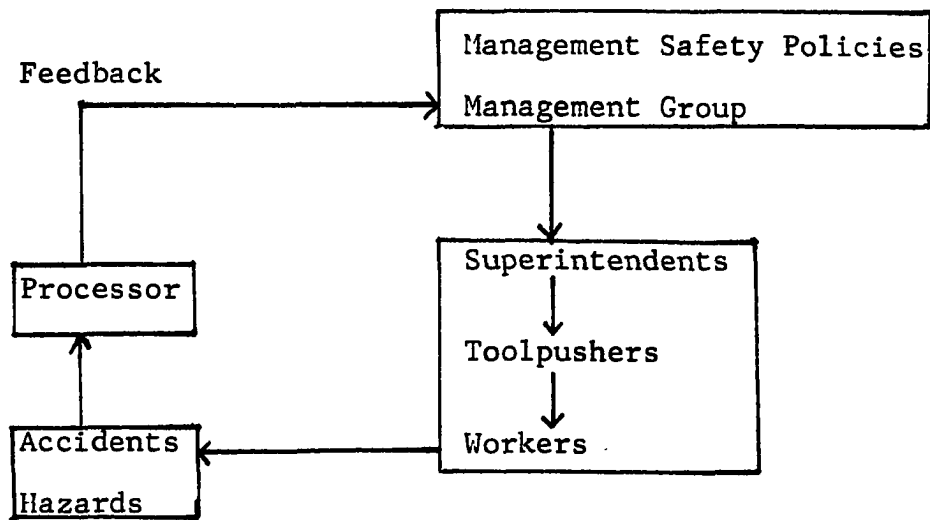 Feedback
Management Safety Policies
Management Group
Superintendents
Toolpushers
Workers
Processor
Accidents
Hazards